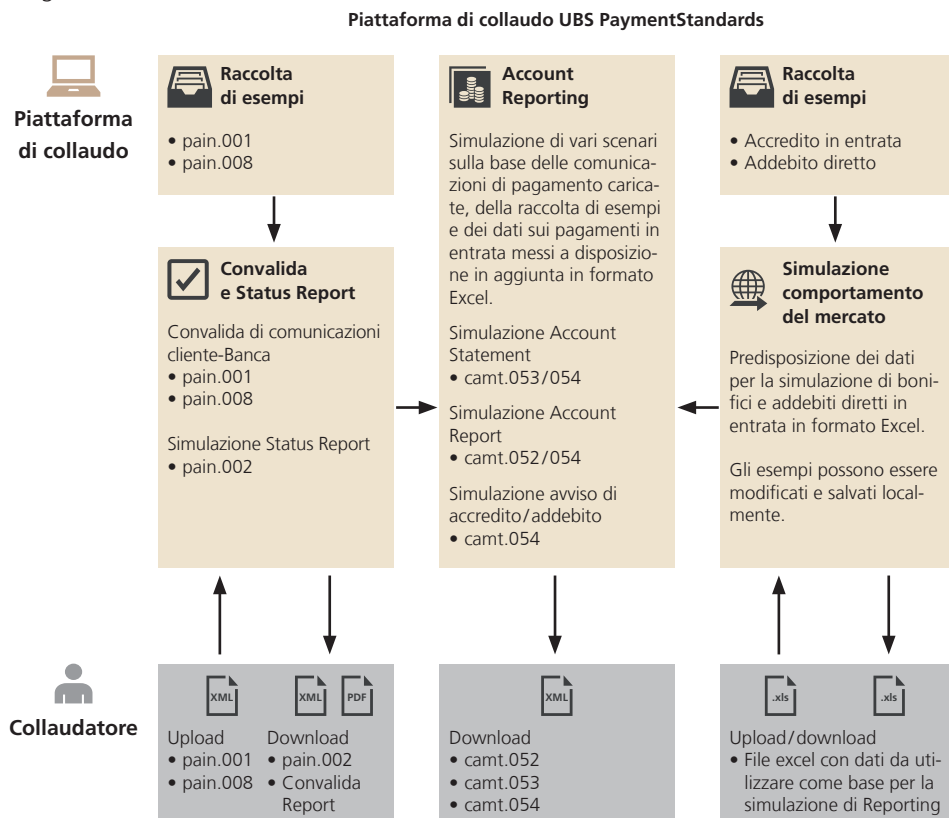 Piattaforma di collaudo UBS PaymentStandards
Piattaforma
di collaudo
Raccolta
di esempi
• pain.001
• pain.008
Convalida
e Status Report
Convalida di comunicazioni
cliente-Banca
• pain.001
• pain.008
Simulazione Status Report
• pain.002
Account
Reporting
Simulazione di vari scenari
sulla base delle comunica-
zioni di pagamento carica-
te, della raccolta di esempi
e dei dati sui pagamenti in
entrata messi a disposizio-
ne in aggiunta in formato
Excel.
Simulazione Account
Statement
• camt.053/054
Simulazione Account
Report
• camt.052/054
Simulazione avviso di
accredito/addebito
• camt.054
Raccolta
di esempi
• Accredito in entrata
• Addebito diretto
Simulazione
comportamento
del mercato
Predisposizione dei dati
per la simulazione di boni-
fici e addebiti diretti in
entrata in formato Excel.
Gli esempi possono essere
modificati e salvati local-
mente.
Collaudatore
XML
Upload
• pain.001
• pain.008
XML
PDF
Download
• pain.002
• Convalida
Report
XML
Download
• camt.052
• camt.053
• camt.054
.xls
.xls
Upload/download
• File excel con dati da uti-
lizzare come base per la
simulazione di Reporting